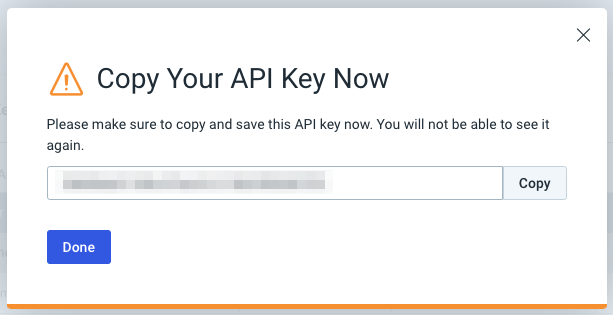 Copy Your API Key Now
Please make sure to copy and save this API key now. You will not be able to see it
again.
Copy
Done